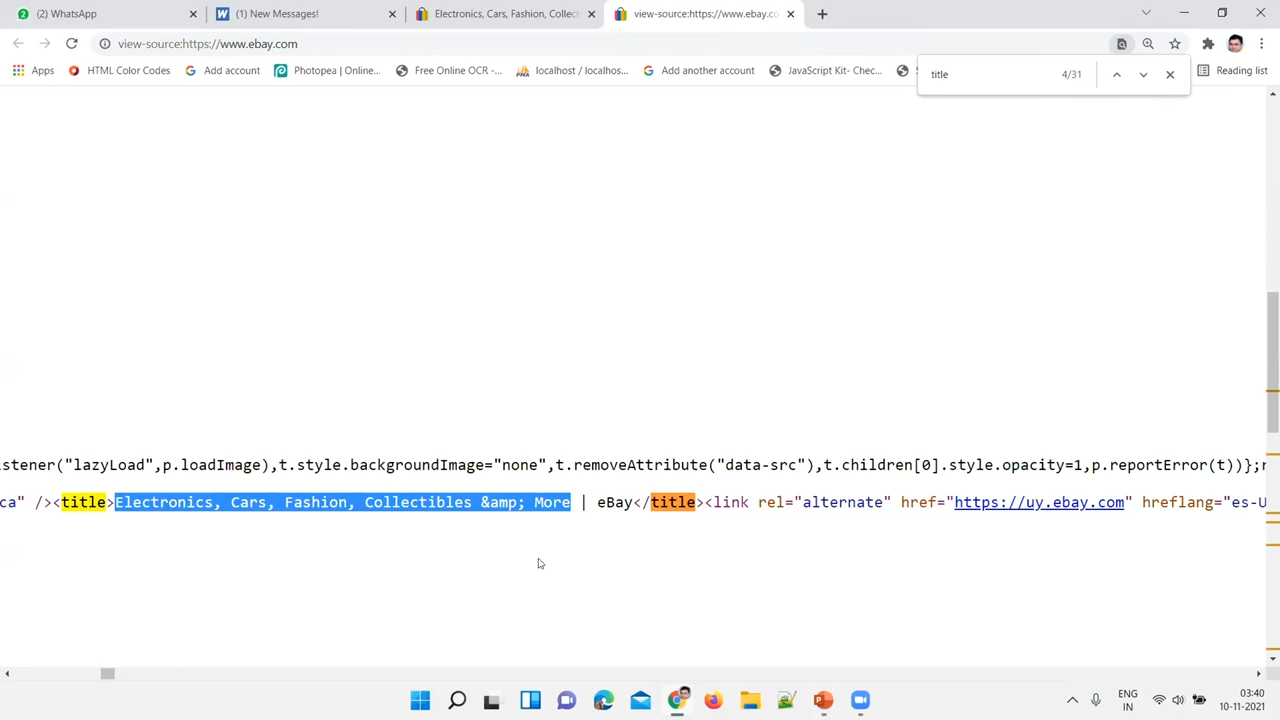 (2) WhatsApp
(1) New Messages!
Electronics, Cars, Fashion, Collect
view-source:https://www.ebay.co
view-source:https://www.ebay.com
Apps
HTML Color Codes
Add account
Photopea | Online...
Free Online OCR -...
localhost / localhos...
Add another account
JavaScript Kit- Chec...
Reading list
title
4/31
istener("lazyLoad",p.loadImage),t.style.backgroundImage="none",t.removeAttribute("data-src"),t.children[0].style.opacity=1,p.reportError(t))};r
ca" /><title>Electronics, Cars, Fashion, Collectibles &amp; More | eBay</title><link rel="alternate" href="https://uy.ebay.com" hreflang="es-U
ENG
IN
03:40
10-11-2021